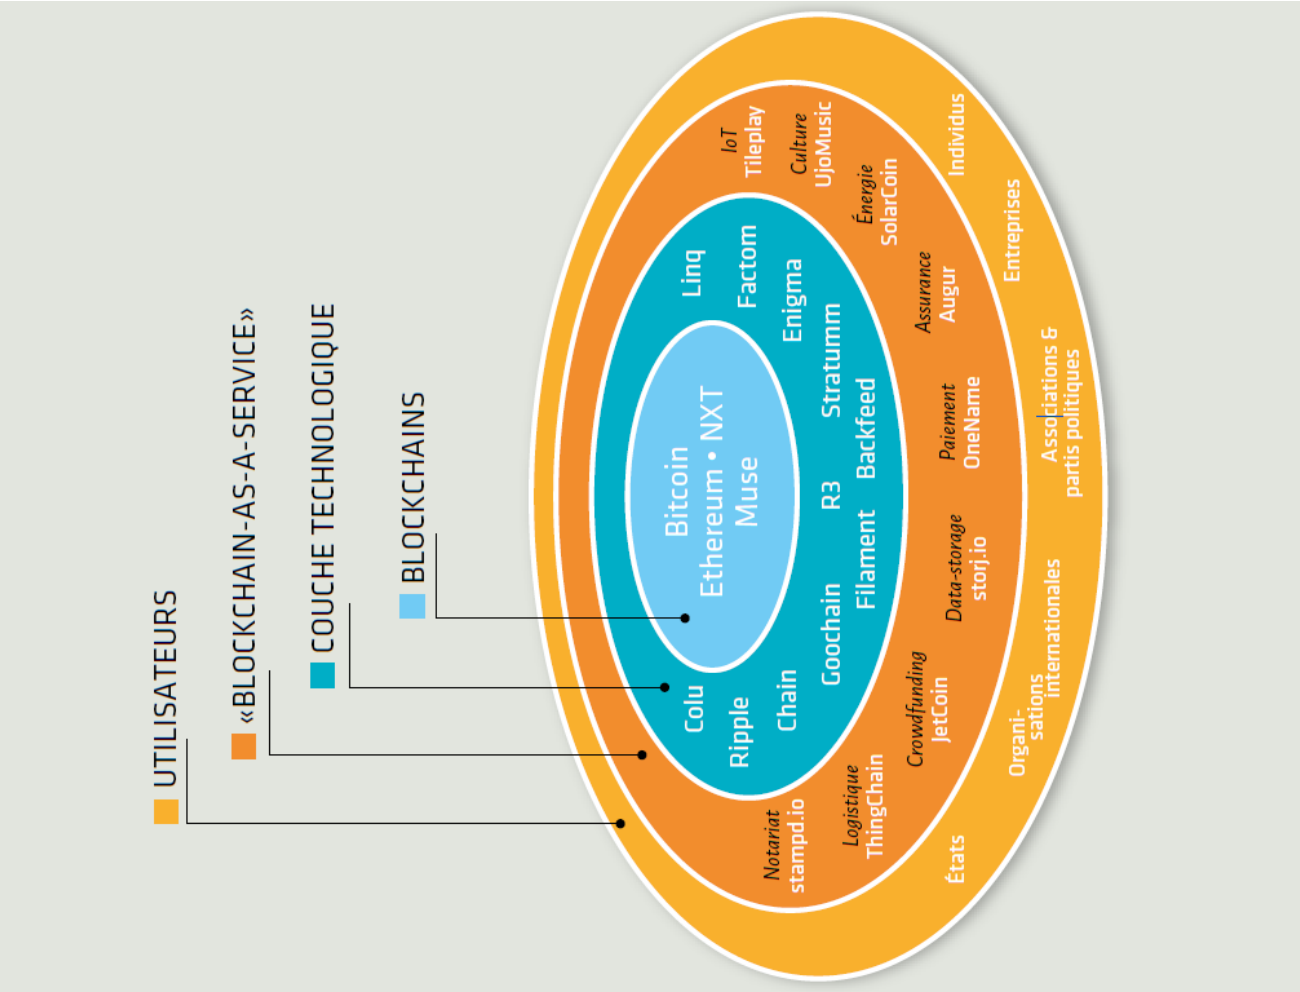 UTILISATEURS
«BLOCKCHAIN-AS-A-SERVICE»
COUCHE TECHNOLOGIQUE
BLOCKCHAINS
Bitcoin
Ethereum • NXT
Muse
Colu
Ripple
Chain
Goochain
Filament
R3
Backfeed
Stratumm
Enigma
Factom
Linq
Notariat
stampd.io
Logistique
ThingChain
Crowdfunding
JetCoin
Data-storage
storj.io
Paiement
OneName
Assurance
Augur
Énergie
SolarCoin
Culture
UjoMusic
IoT
Tileplay
États
Organi-
sations
internationales
Associations &
partis politiques
Entreprises
Individus